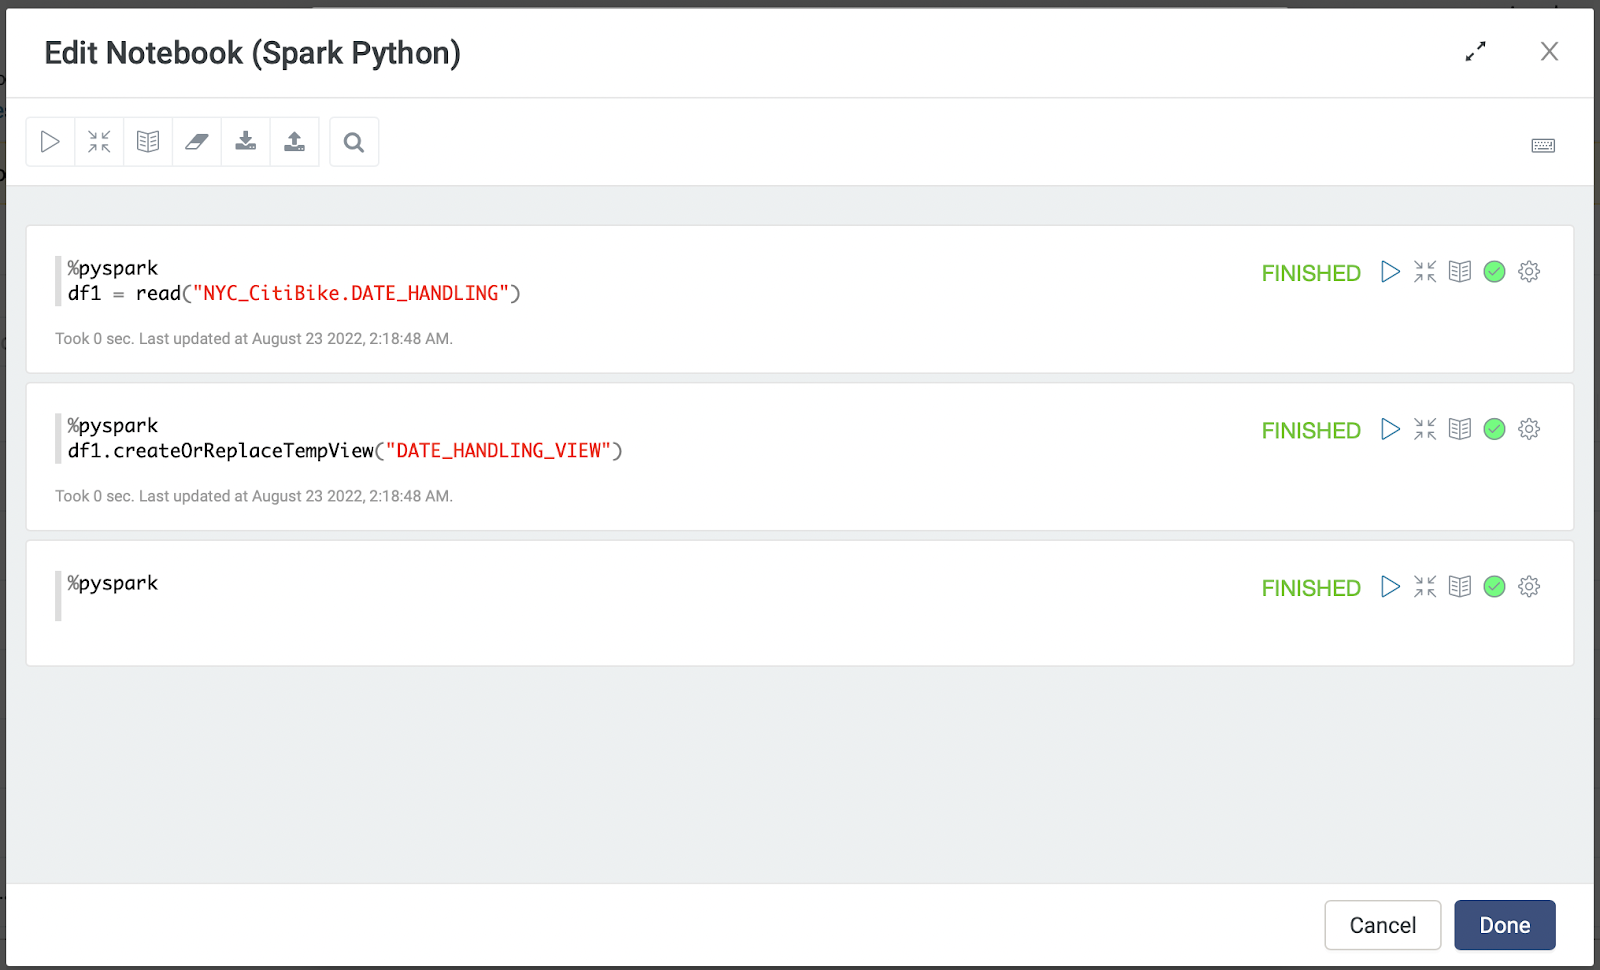 Edit Notebook (Spark Python)
%pyspark
df1 = read("NYC_CitiBike.DATE_HANDLING")
FINISHED
Took 0 sec. Last updated at August 23 2022, 2:18:48 AM.
%pyspark
df1.createOrReplaceTempView("DATE_HANDLING_VIEW")
FINISHED
Took 0 sec. Last updated at August 23 2022, 2:18:48 AM.
%pyspark
FINISHED
Cancel
Done